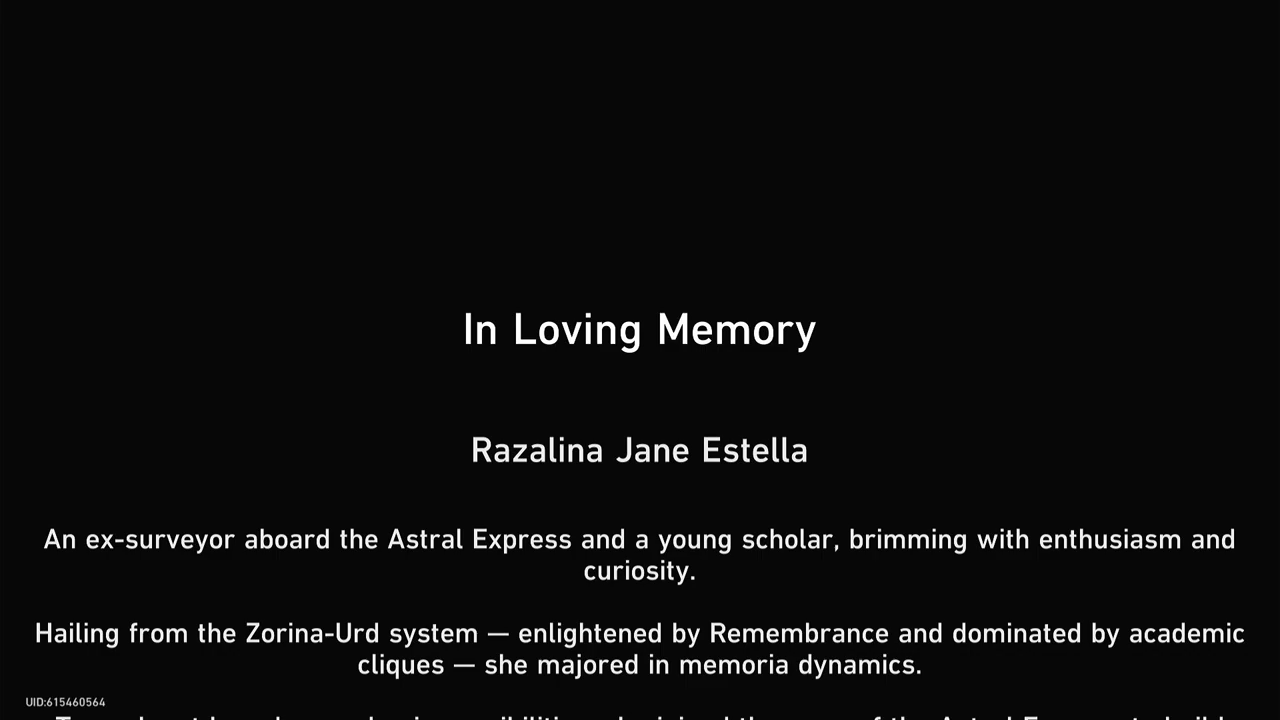 In Loving Memory
Razalina Jane Estella
An ex-surveyor aboard the Astral Express and a young scholar, brimming with enthusiasm and
curiosity.
Hailing from the Zorina-Urd system — enlightened by Remembrance and dominated by academic
cliques — she majored in memoria dynamics.
UID:615460564